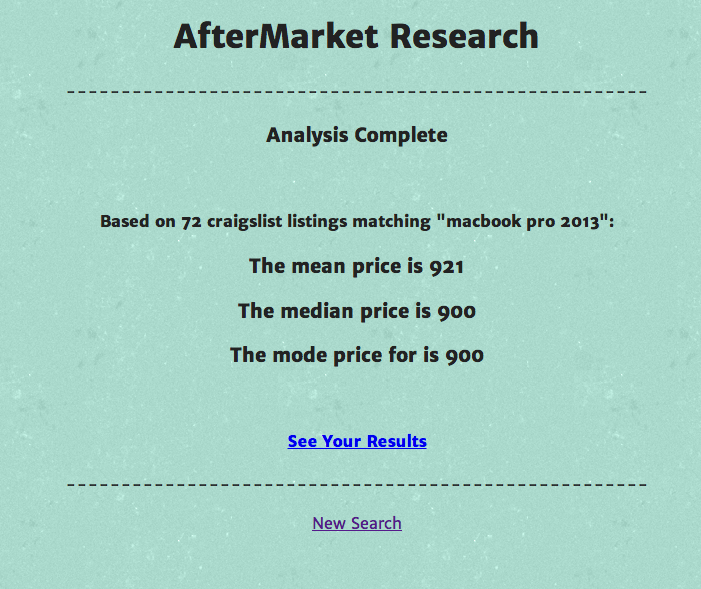 AfterMarket Research
-----------------------------------------------------
Analysis Complete
Based on 72 craigslist listings matching "macbook pro 2013":
The mean price is 921
The median price is 900
The mode price for is 900
See Your Results
-----------------------------------------------------
New Search